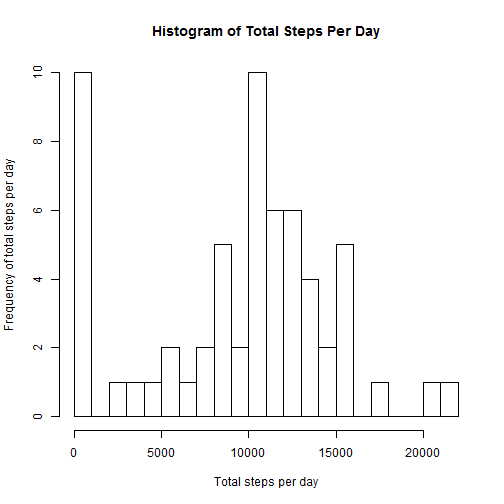 Histogram of Total Steps Per Day
Frequency of total steps per day
10
8
6
4
2
0
0 5000 10000 15000 20000
Total steps per day